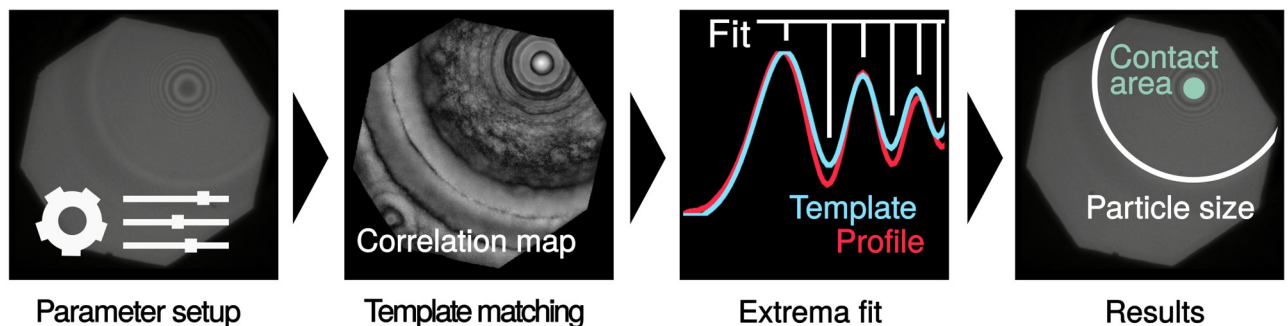 Correlation map
Fit
Template
Profile
Contact
area
Particle size
Parameter setup
Template matching
Extrema fit
Results